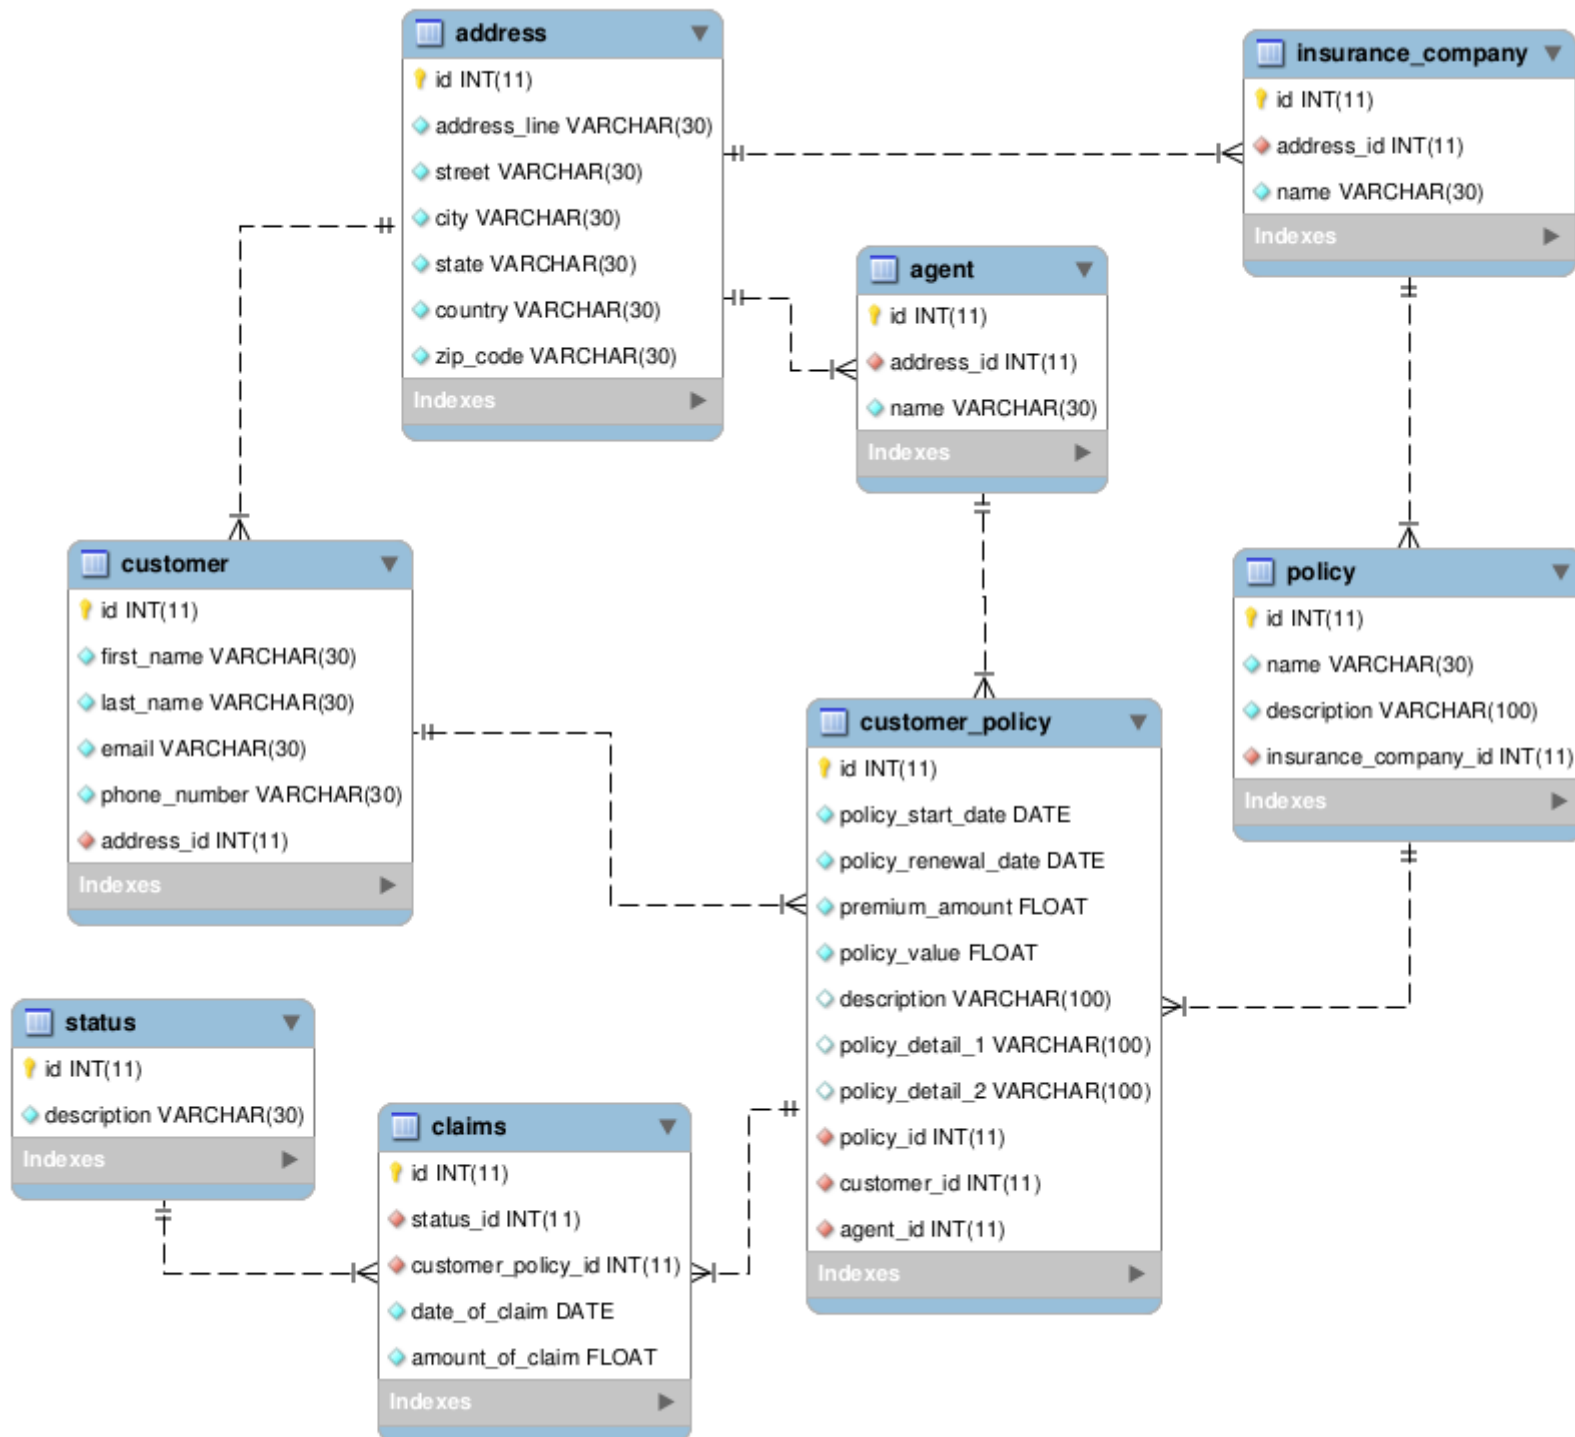 address
id INT(11)
address_line VARCHAR(30)
street VARCHAR(30)
city VARCHAR(30)
state VARCHAR(30)
country VARCHAR(30)
zip_code VARCHAR(30)
Indexes
insurance_company
id INT(11)
address_id INT(11)
name VARCHAR(30)
Indexes
agent
id INT(11)
address_id INT(11)
name VARCHAR(30)
Indexes
customer
id INT(11)
first_name VARCHAR(30)
last_name VARCHAR(30)
email VARCHAR(30)
phone_number VARCHAR(30)
address_id INT(11)
Indexes
policy
id INT(11)
name VARCHAR(30)
description VARCHAR(100)
insurance_company_id INT(11)
Indexes
customer_policy
id INT(11)
policy_start_date DATE
policy_renewal_date DATE
premium_amount FLOAT
policy_value FLOAT
description VARCHAR(100)
policy_detail_1 VARCHAR(100)
policy_detail_2 VARCHAR(100)
policy_id INT(11)
customer_id INT(11)
agent_id INT(11)
Indexes
status
id INT(11)
description VARCHAR(30)
Indexes
claims
id INT(11)
status_id INT(11)
customer_policy_id INT(11)
date_of_claim DATE
amount_of_claim FLOAT
Indexes